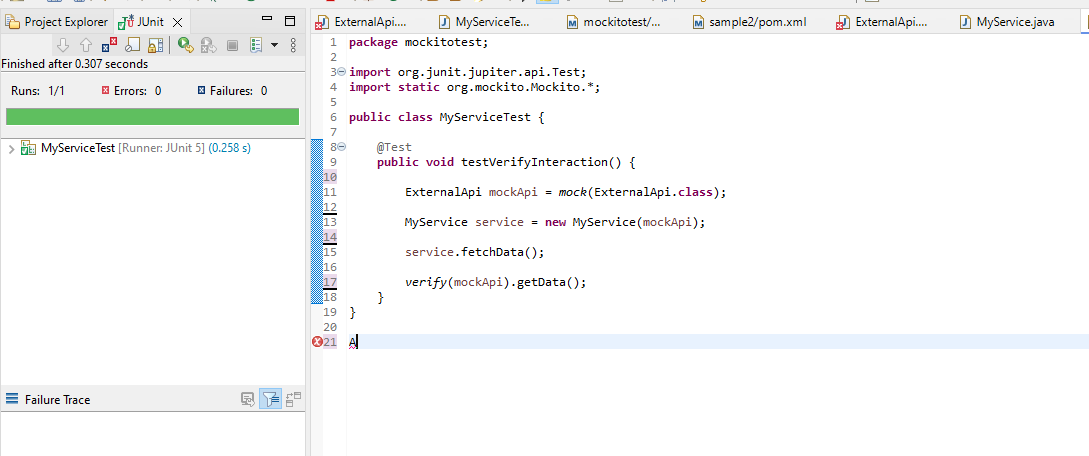 Project Explorer JUnit
Finished after 0.307 seconds
Runs: 1/1 Errors: 0 Failures: 0
MyServiceTest [Runner: JUnit 5] (0.258 s)
Failure Trace
ExternalApi.... MyServiceTe... mockitotest/... sample2/pom.xml ExternalApi.... MyService.java
1 package mockitotest;
2
3 import org.junit.jupiter.api.Test;
4 import static org.mockito.Mockito.*;
5
6 public class MyServiceTest {
7
8 @Test
9 public void testVerifyInteraction() {
10
11 ExternalApi mockApi = mock(ExternalApi.class);
12
13 MyService service = new MyService(mockApi);
14
15 service.fetchData();
16
17 verify(mockApi).getData();
18 }
19 }
20
21 A